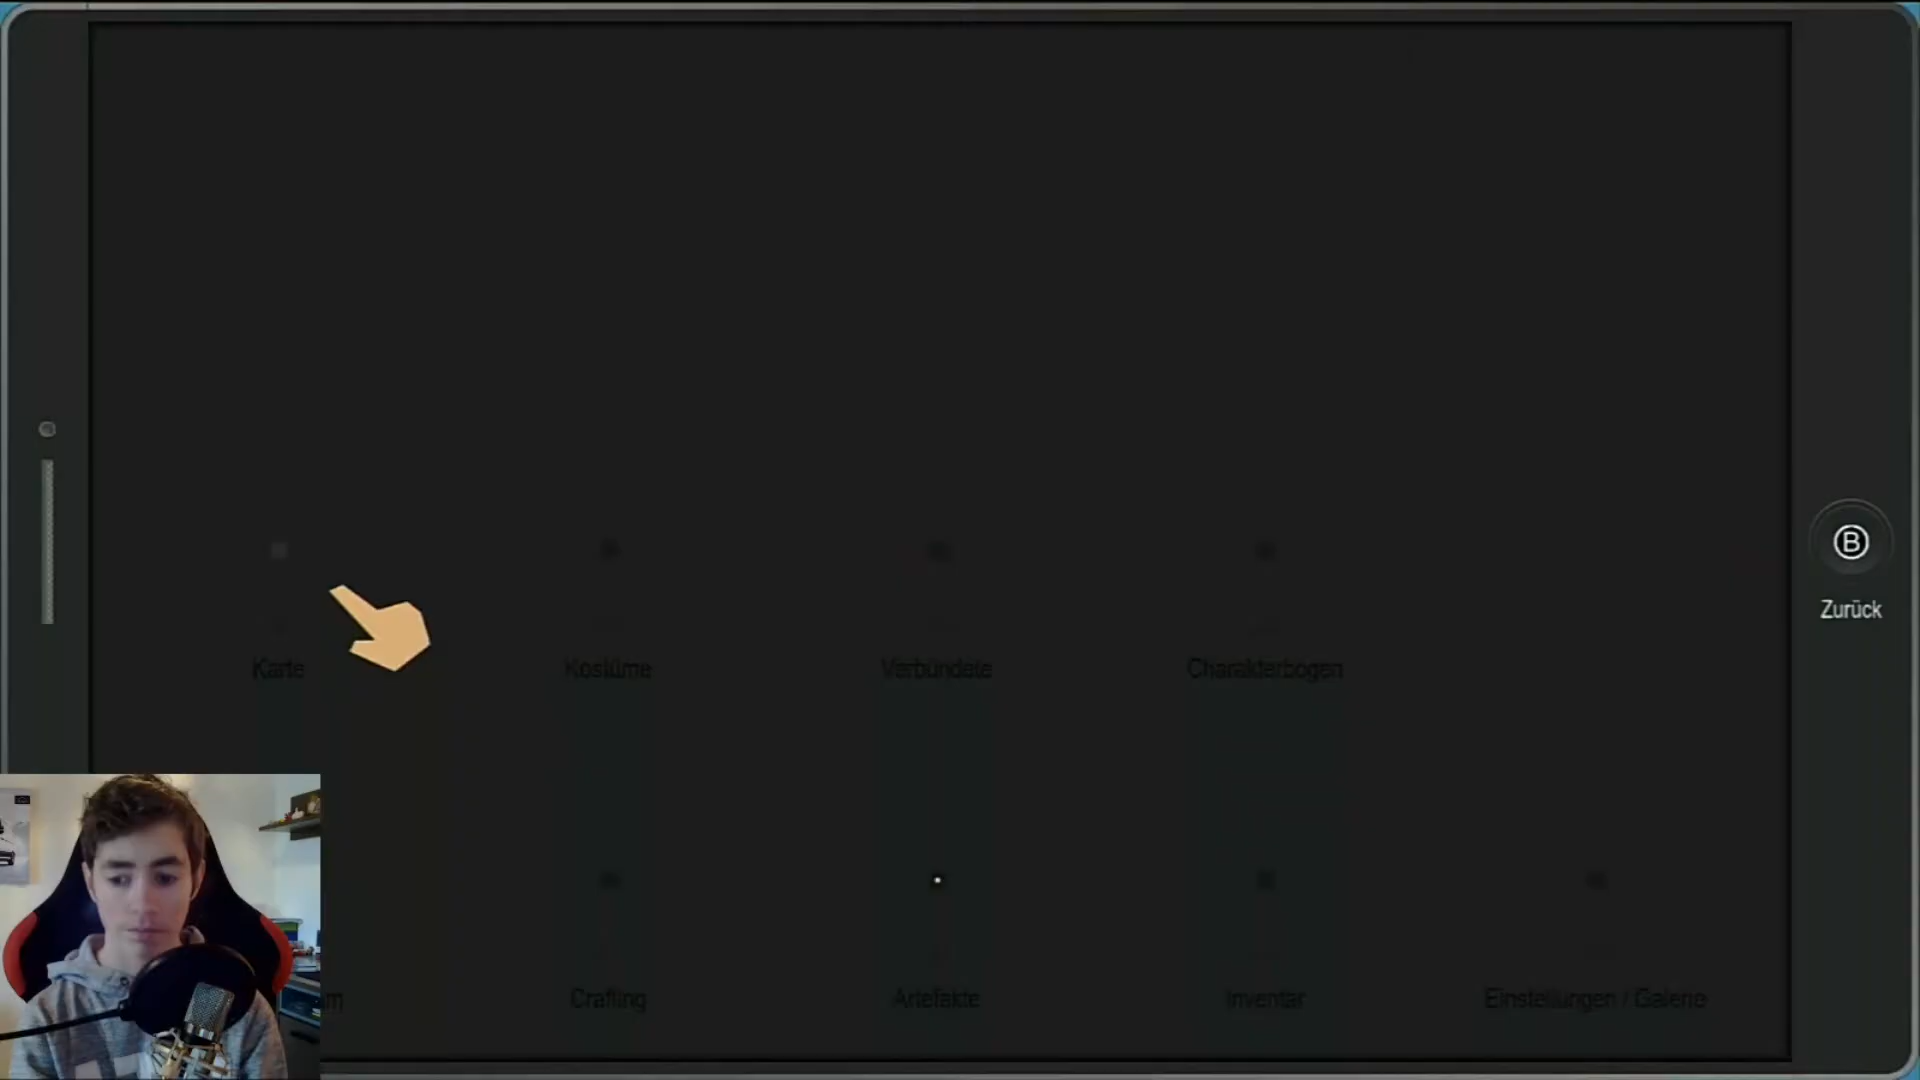 B
Zurück
Karte
Kostüme
Verbündete
Charakterbogen
Crafting
Artefakte
Inventar
Einstellungen / Galerie